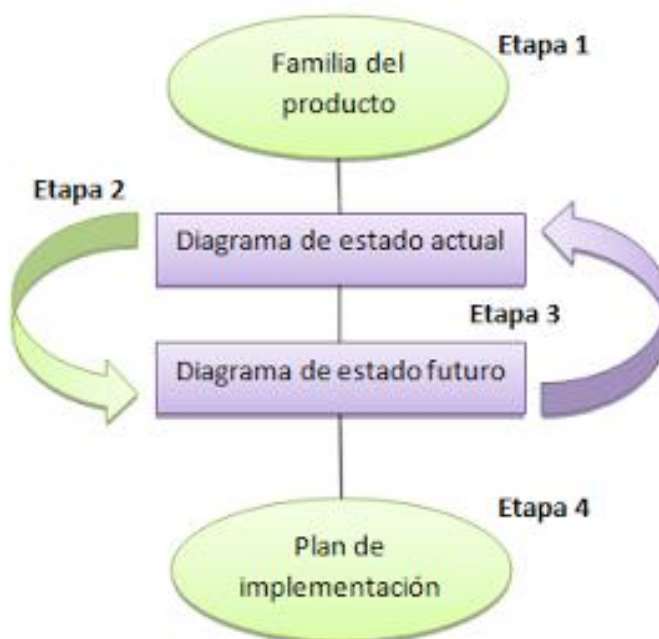 Etapa 1
Familia del
producto
Etapa 2
Diagrama de estado actual
Etapa 3
Diagrama de estado futuro
Etapa 4
Plan de
implementación